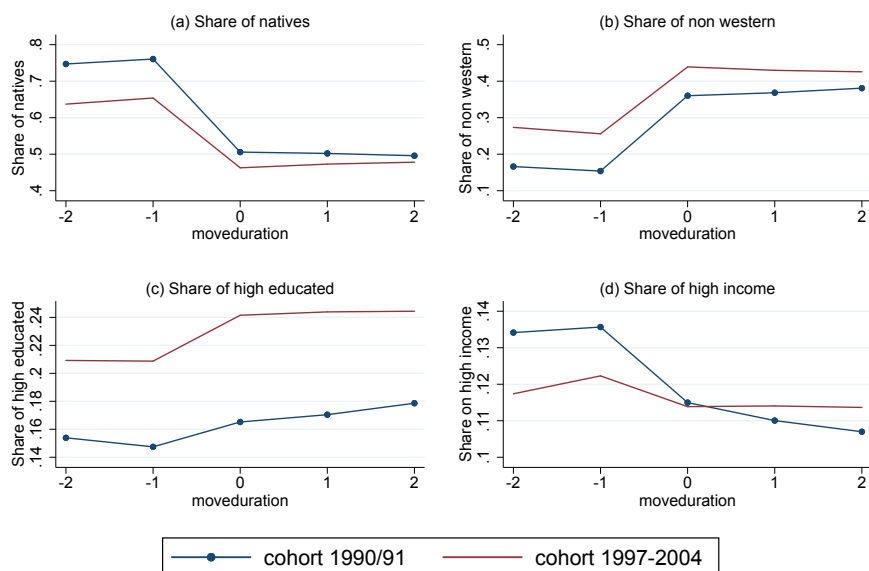 (a) Share of natives
Share of natives
.8
.7
.6
.5
.4
-2 -1 0 1 2
moveduration
(b) Share of non western
Share of non western
.5
.4
.3
.2
.1
-2 -1 0 1 2
moveduration
(c) Share of high educated
Share of high educated
.24
.22
.2
.18
.16
.14
-2 -1 0 1 2
moveduration
(d) Share of high income
Share on high income
.14
.13
.12
.11
.1
-2 -1 0 1 2
moveduration
cohort 1990/91 cohort 1997-2004